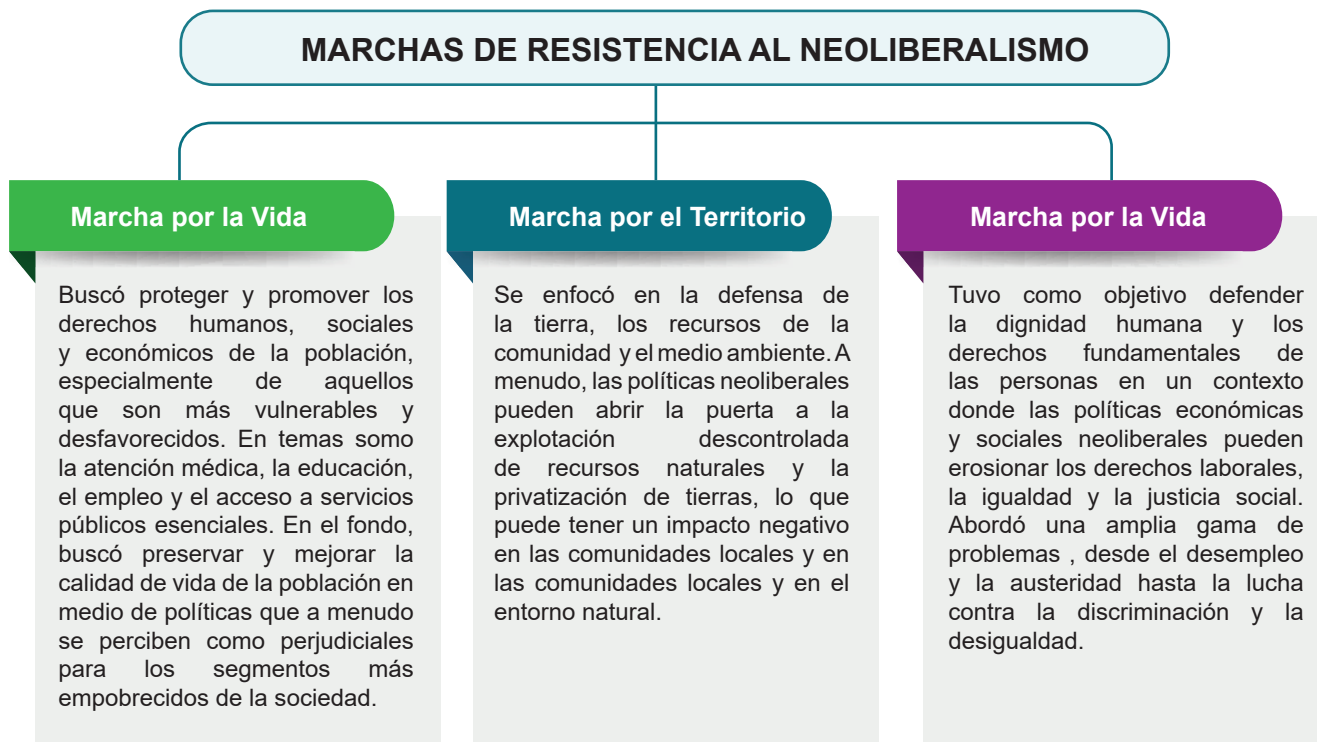 MARCHAS DE RESISTENCIA AL NEOLIBERALISMO
Marcha por la Vida
Buscó proteger y promover los
derechos humanos, sociales
y económicos de la población,
especialmente de aquellos
que son más vulnerables y
desfavorecidos. En temas somo
la atención médica, la educación,
el empleo y el acceso a servicios
públicos esenciales. En el fondo,
buscó preservar y mejorar la
calidad de vida de la población en
medio de políticas que a menudo
se perciben como perjudiciales
para los segmentos más
empobrecidos de la sociedad.
Marcha por el Territorio
Se enfocó en la defensa de
la tierra, los recursos de la
comunidad y el medio ambiente. A
menudo, las políticas neoliberales
pueden abrir la puerta a la
explotación descontrolada
de recursos naturales y la
privatización de tierras, lo que
puede tener un impacto negativo
en las comunidades locales y en
las comunidades locales y en el
entorno natural.
Marcha por la Vida
Tuvo como objetivo defender
la dignidad humana y los
derechos fundamentales de
las personas en un contexto
donde las políticas económicas
y sociales neoliberales pueden
erosionar los derechos laborales,
la igualdad y la justicia social.
Abordó una amplia gama de
problemas , desde el desempleo
y la austeridad hasta la lucha
contra la discriminación y la
desigualdad.